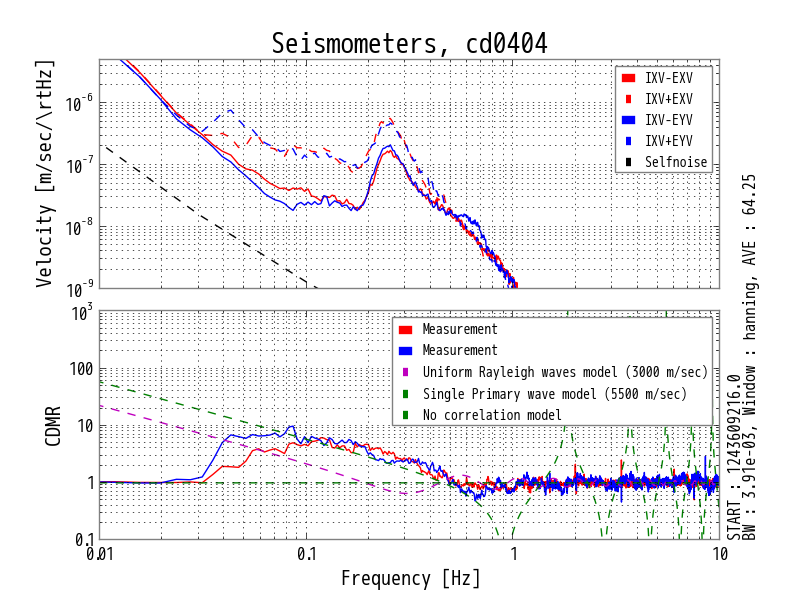 Seismometers, cd0404
Velocity [m/sec/\rtHz]
10^-6
10^-7
10^-8
10^-9
IXV-EXV
IXV+EXV
IXV-EYV
IXV+EYV
Selfnoise
CDMR
10^3
100
10
1
0.1
Measurement
Measurement
Uniform Rayleigh waves model (3000 m/sec)
Single Primary wave model (5500 m/sec)
No correlation model
0.01
0.1
1
10
Frequency [Hz]
START : 1243609216.0
BW : 3.91e-03, Window : hanning, AVE : 64.25